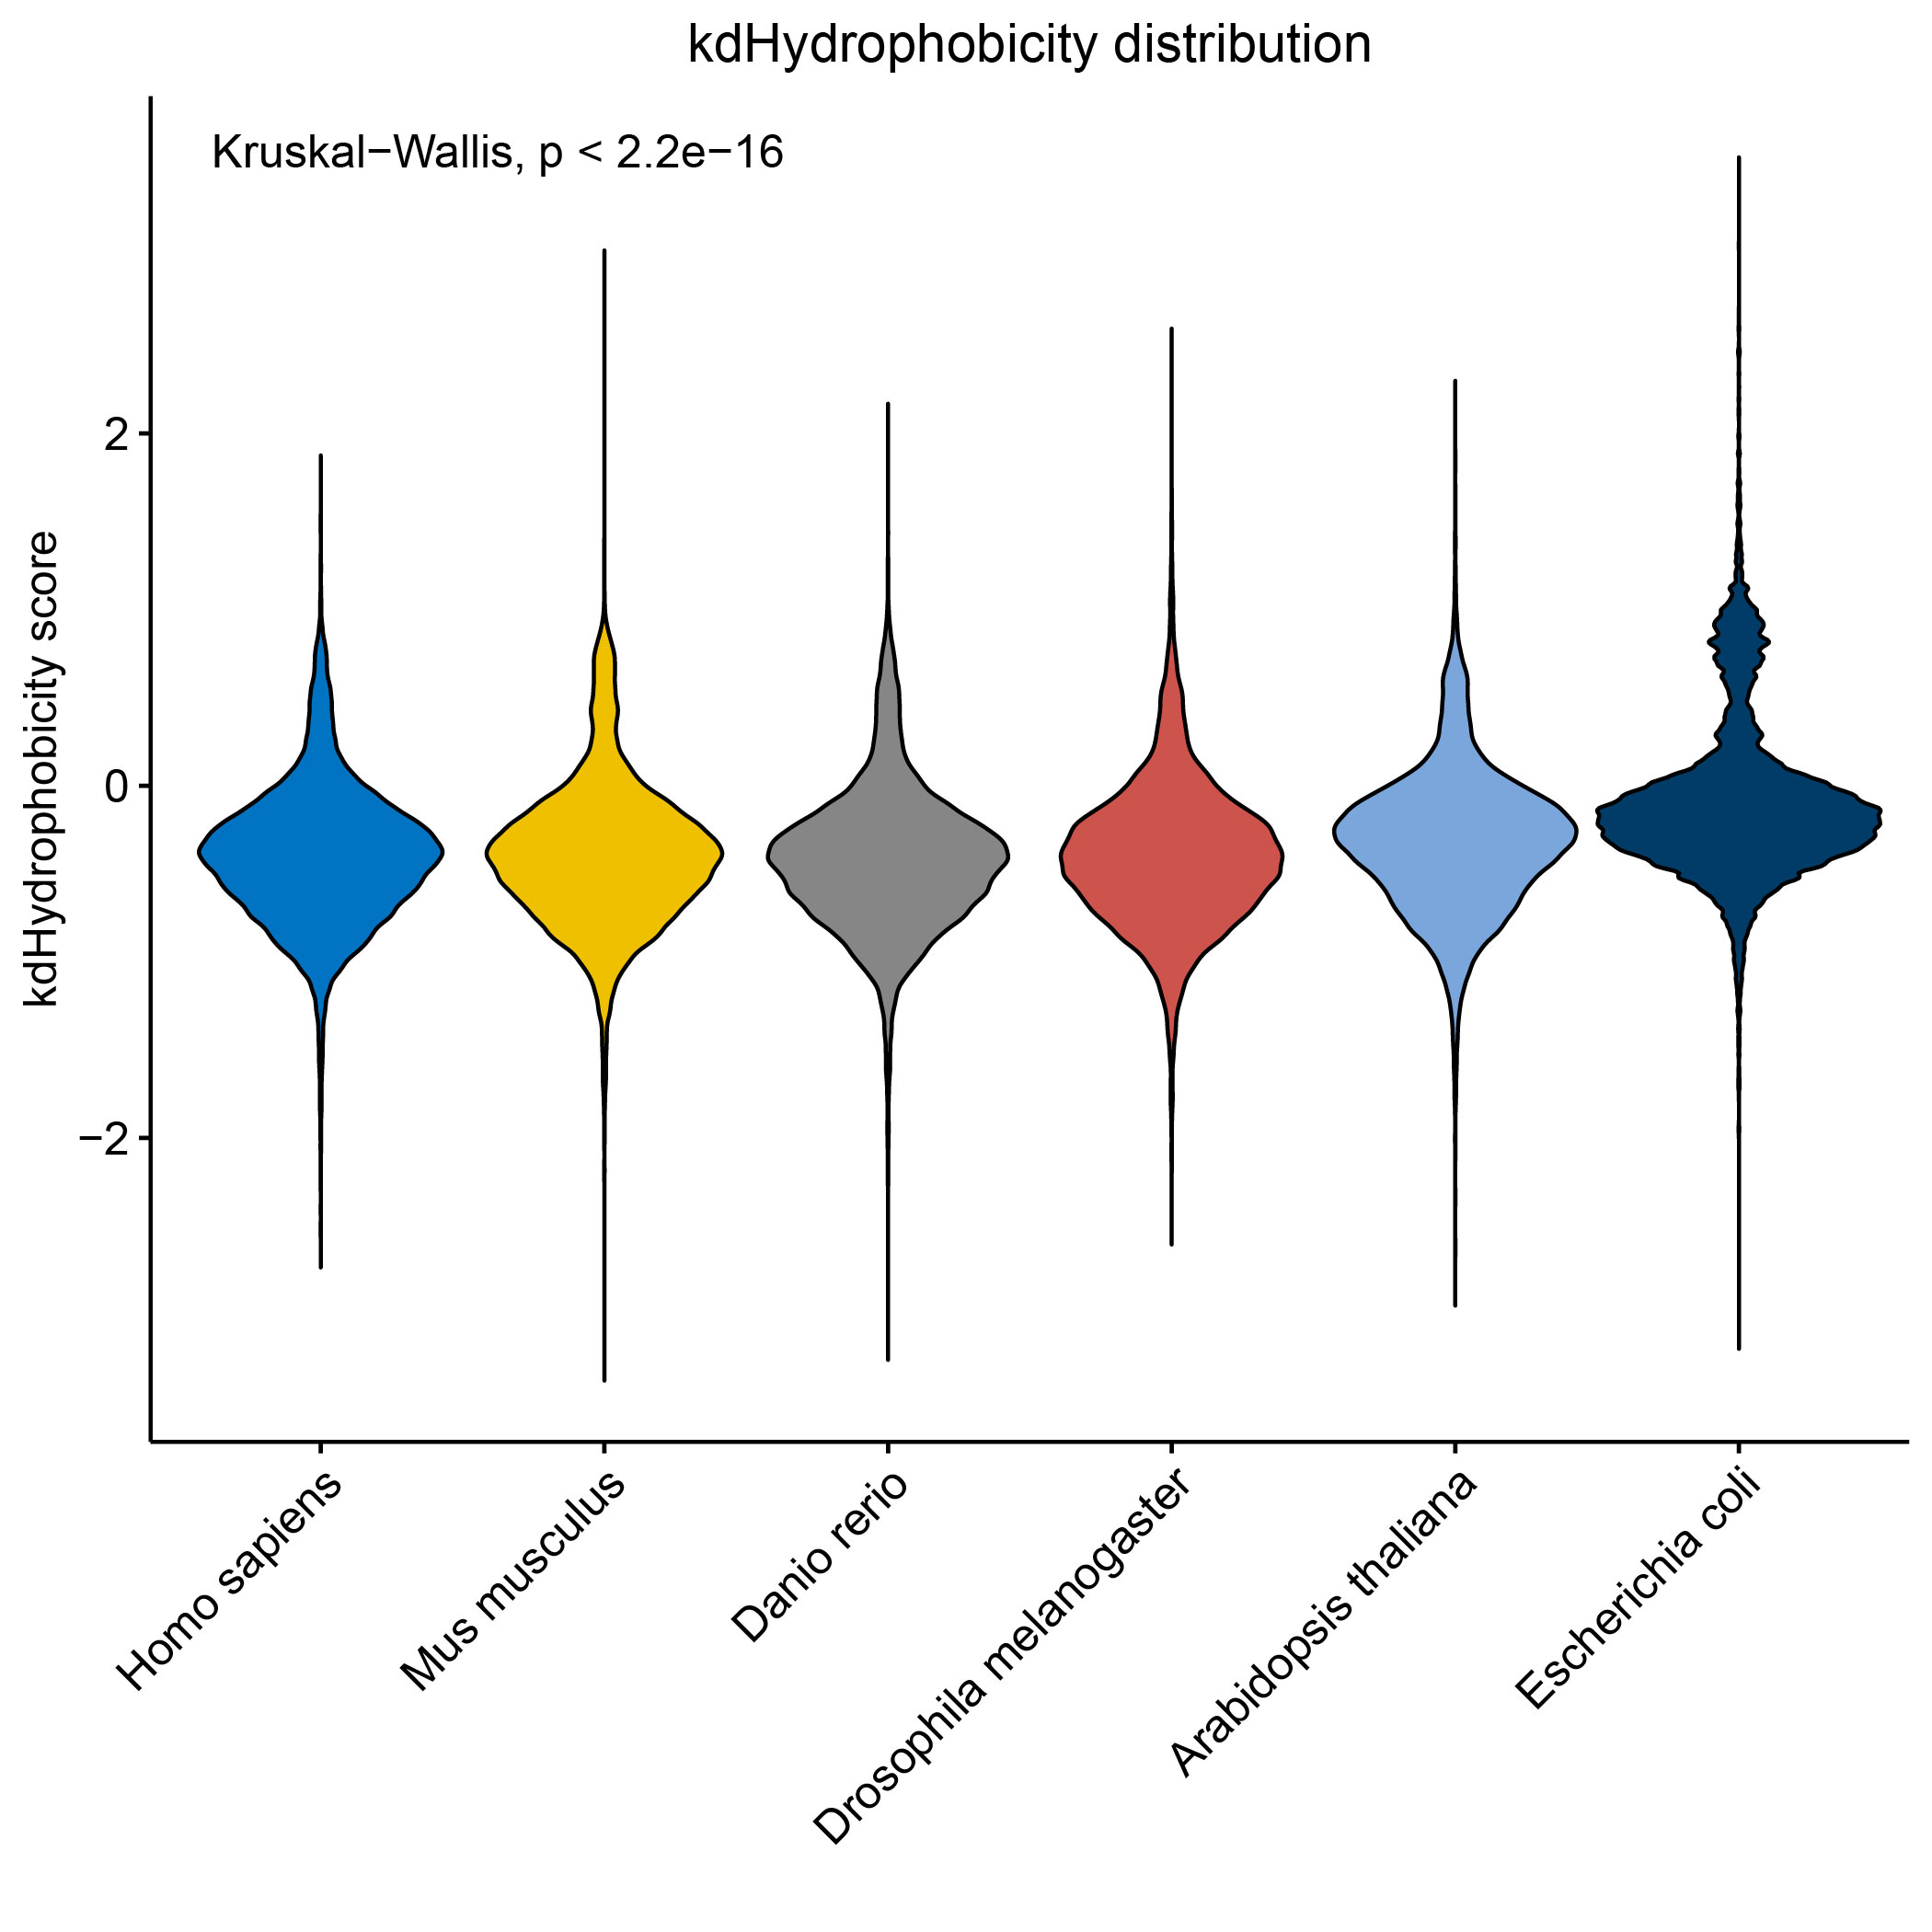 kdHydrophobicity distribution
Kruskal−Wallis, p < 2.2e−16
kdHydrophobicity score
2
0
−2
Homo sapiens
Mus musculus
Danio rerio
Drosophila melanogaster
Arabidopsis thaliana
Escherichia coli